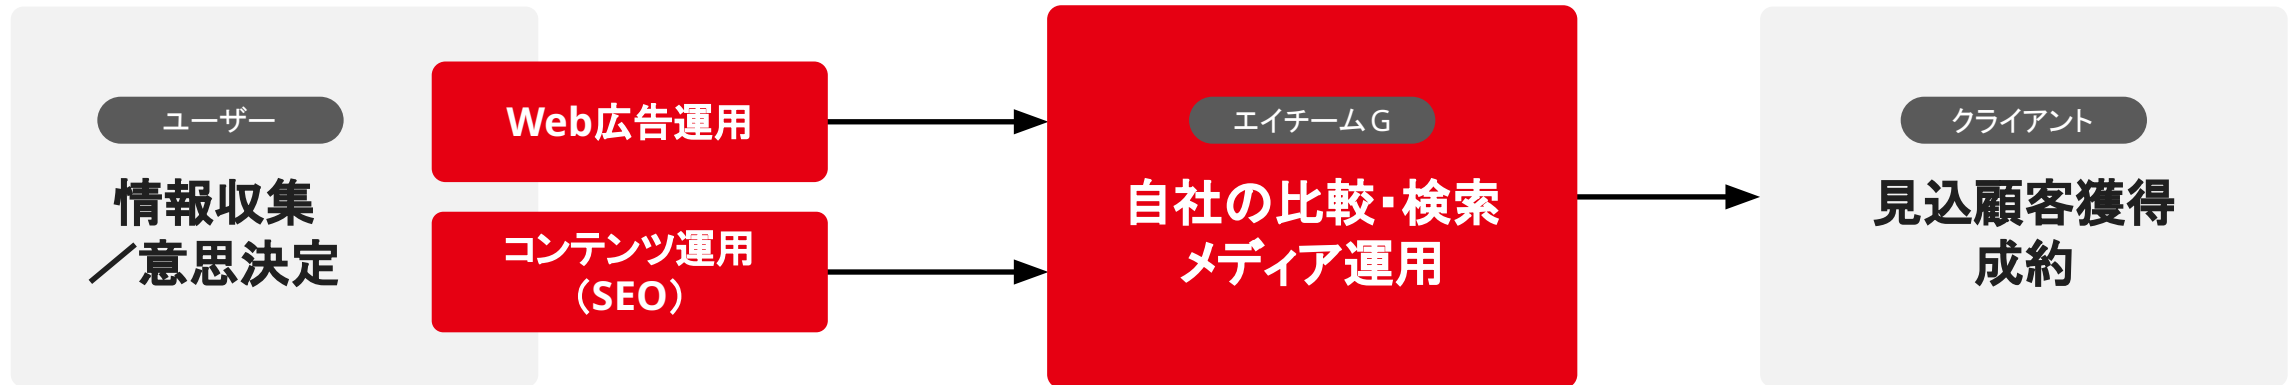 ユーザー
情報収集
／意思決定
Web広告運用
コンテンツ運用
（SEO）
エイチームG
自社の比較・検索
メディア運用
クライアント
見込顧客獲得
成約